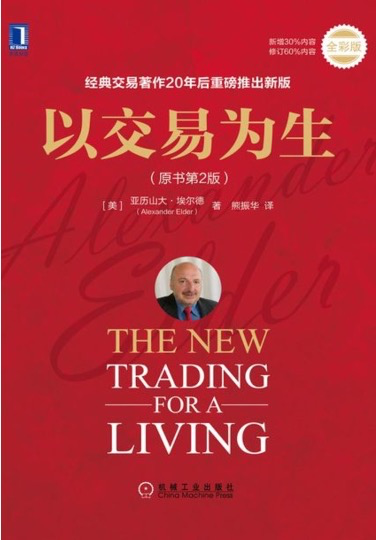 HZ BOOKS
新增30%内容
修订60%内容
全彩版
经典交易著作20年后重磅推出新版
以交易为生
（原书第2版）
[美] 亚历山大·埃尔德 著 熊振华 译
(Alexander Elder)
Alexander
Elder
THE NEW
TRADING
FOR A
LIVING
机械工业出版社
China Machine Press